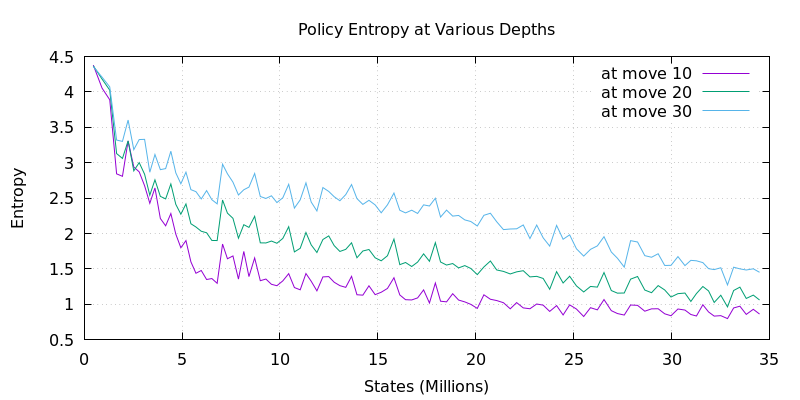 Policy Entropy at Various Depths
at move 10
at move 20
at move 30
Entropy
4.5
4
3.5
3
2.5
2
1.5
1
0.5
0 5 10 15 20 25 30 35
States (Millions)